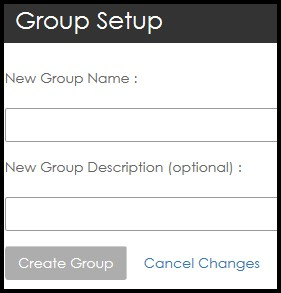 Group Setup
New Group Name :
New Group Description (optional) :
Create Group Cancel Changes